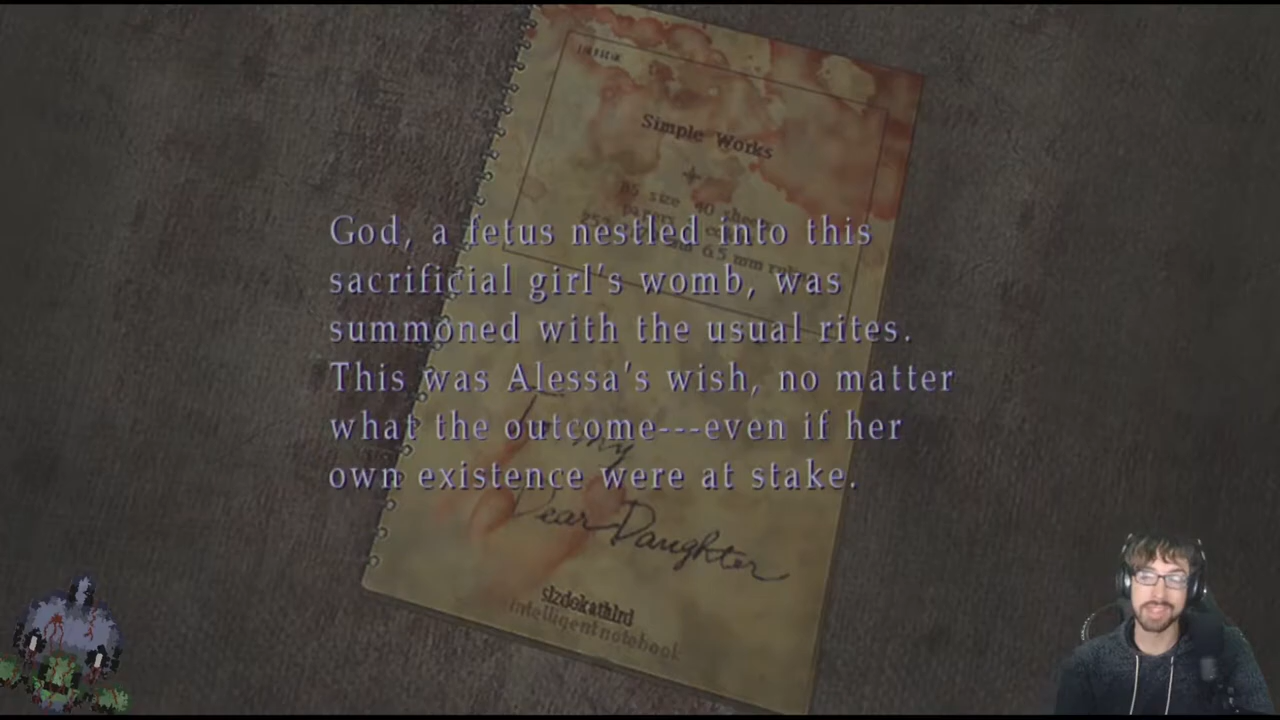 Simple Works
God, a fetus nestled into this
sacrificial girl's womb, was
summoned with the usual rites.
This was Alessa's wish, no matter
what the outcome---even if her
own existence were at stake.
my
Dear Daughter
intelligent notebook